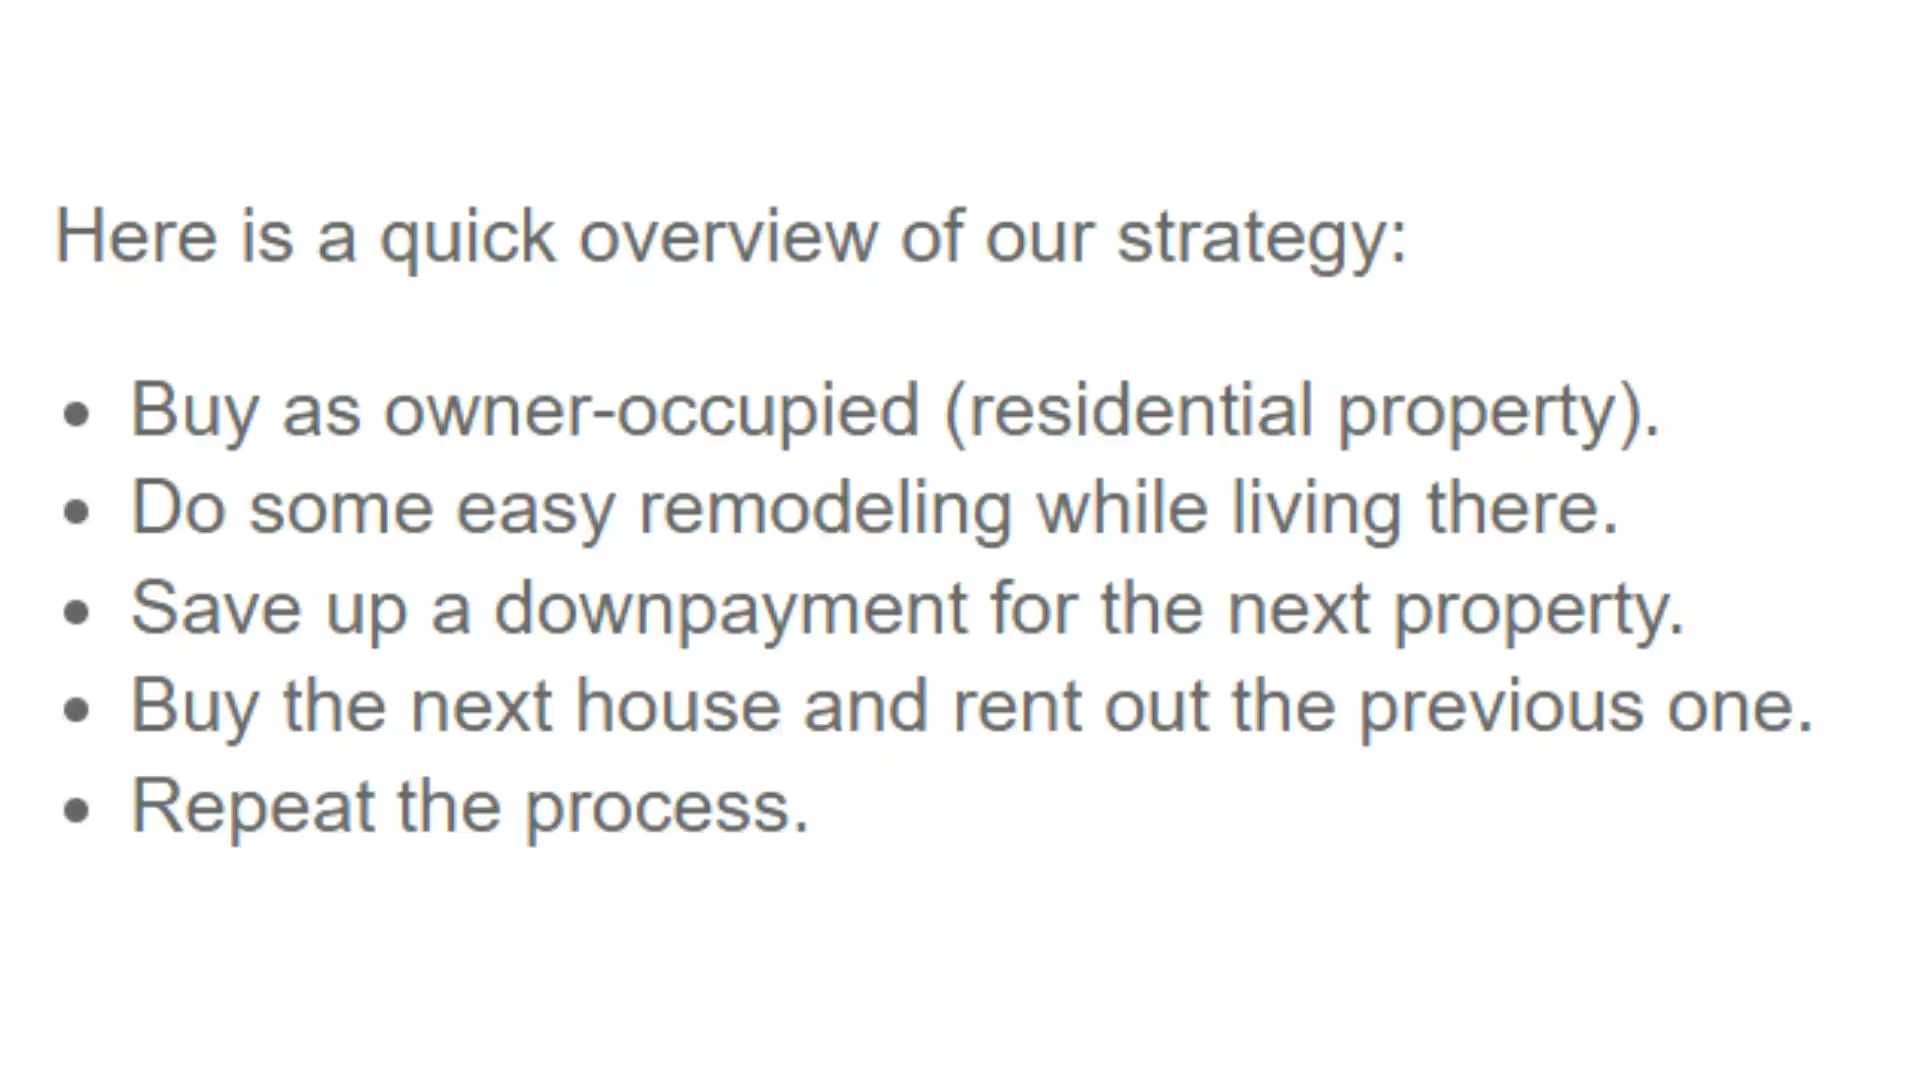 Here is a quick overview of our strategy:
• Buy as owner-occupied (residential property).
• Do some easy remodeling while living there.
• Save up a downpayment for the next property.
• Buy the next house and rent out the previous one.
• Repeat the process.